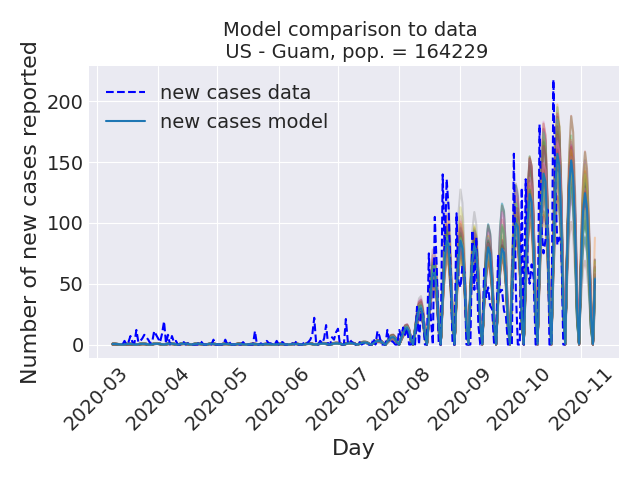 Model comparison to data
US - Guam, pop. = 164229
Number of new cases reported
200
150
100
50
0
new cases data
new cases model
2020-03
2020-04
2020-05
2020-06
2020-07
2020-08
2020-09
2020-10
2020-11
Day